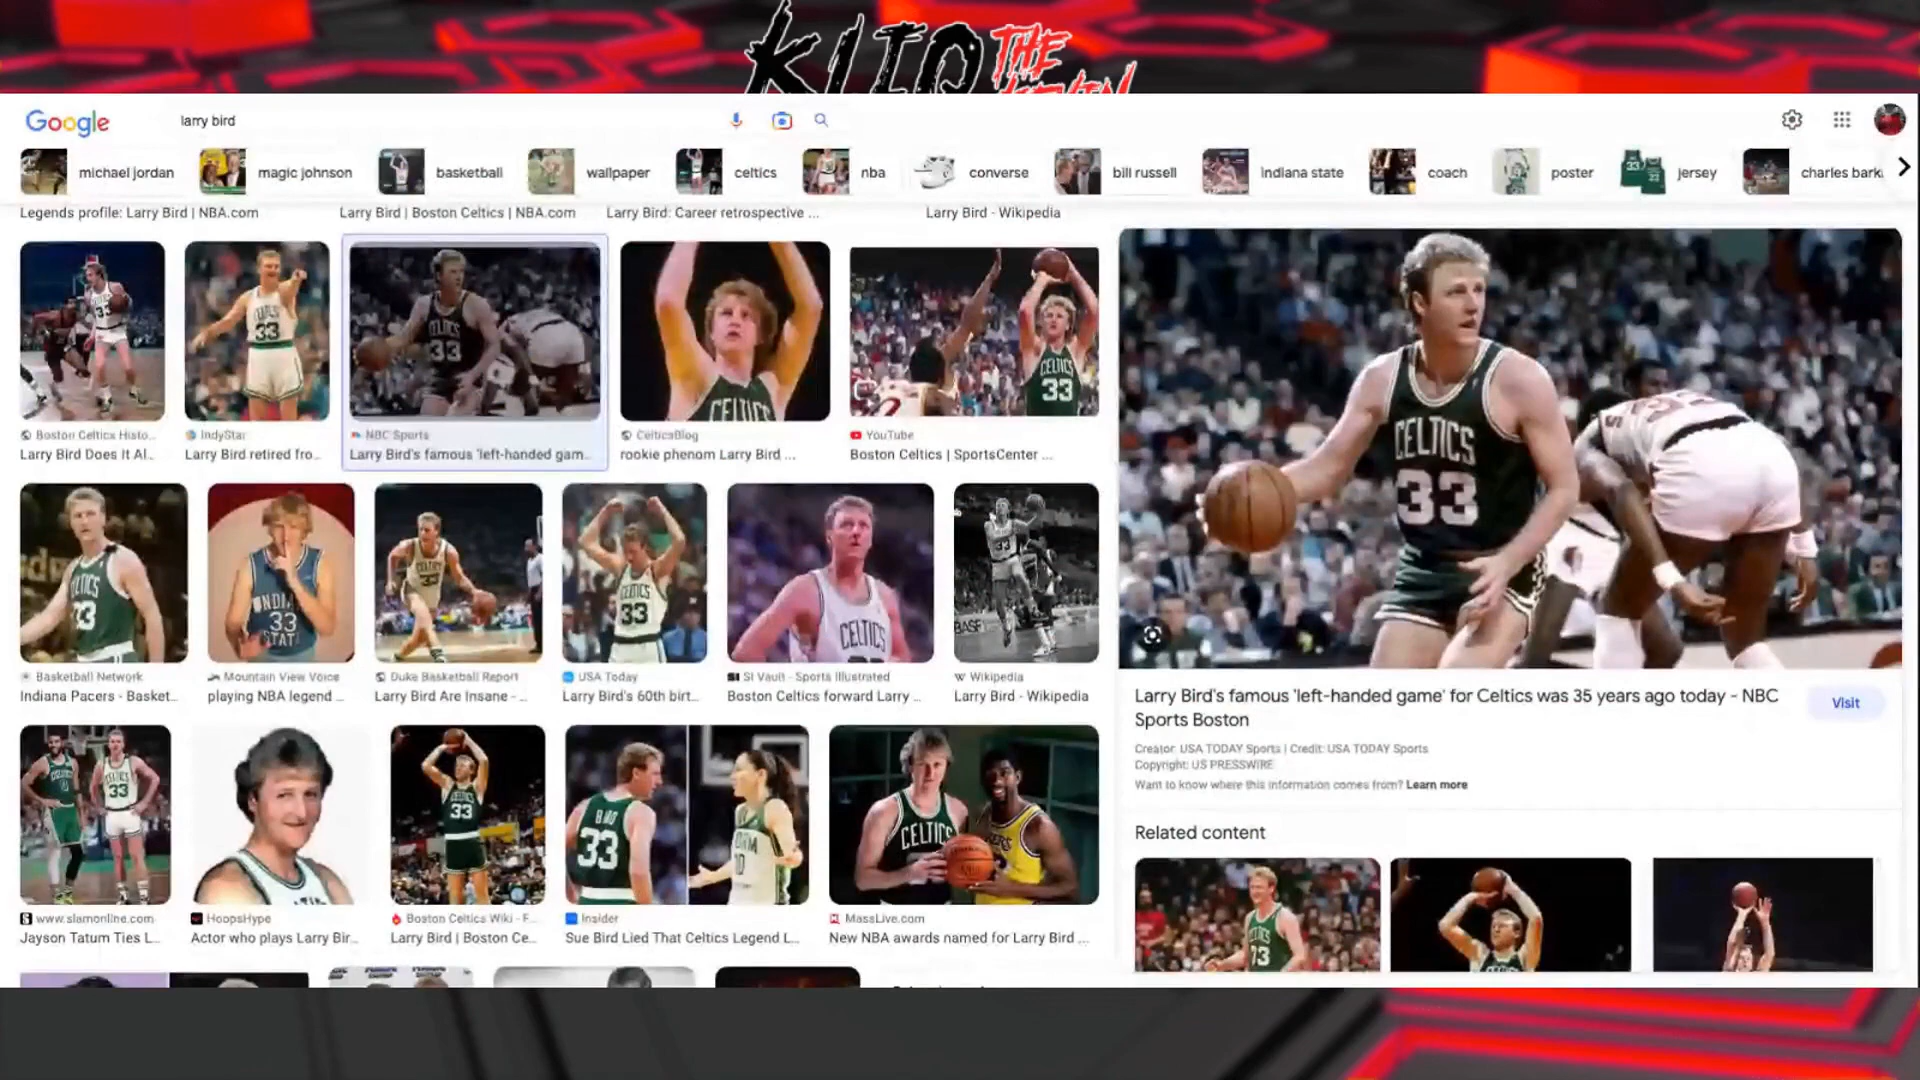 KLIQ THE
Google
larry bird
michael jordan
magic johnson
basketball
wallpaper
celtics
nba
converse
bill russell
indiana state
coach
poster
jersey
charles bark
Legends profile: Larry Bird | NBA.com
Larry Bird | Boston Celtics | NBA.com
Larry Bird: Career retrospective ...
Larry Bird - Wikipedia
Boston Celtics Histo...
Larry Bird Does It Al...
IndyStar
Larry Bird retired fro...
NBC Sports
Larry Bird's famous 'left-handed gam...
CelticsBlog
rookie phenom Larry Bird ...
YouTube
Boston Celtics | SportsCenter ...
Basketball Network
Indiana Pacers - Basket...
Mountain View Voice
playing NBA legend ...
Duke Basketball Report
Larry Bird Are Insane - ...
USA Today
Larry Bird's 60th birt...
SI Vault - Sports Illustrated
Boston Celtics forward Larry ...
Wikipedia
Larry Bird - Wikipedia
www.slamonline.com
Jayson Tatum Ties L...
HoopsHype
Actor who plays Larry Bir...
Boston Celtics Wiki - F...
Larry Bird | Boston Ce...
Insider
Sue Bird Lied That Celtics Legend L...
MassLive.com
New NBA awards named for Larry Bird ...
CELTICS
33
Larry Bird's famous 'left-handed game' for Celtics was 35 years ago today - NBC
Sports Boston
Visit
Creator: USA TODAY Sports | Credit: USA TODAY Sports
Copyright: US PRESSWIRE
Want to know where this information comes from? Learn more
Related content